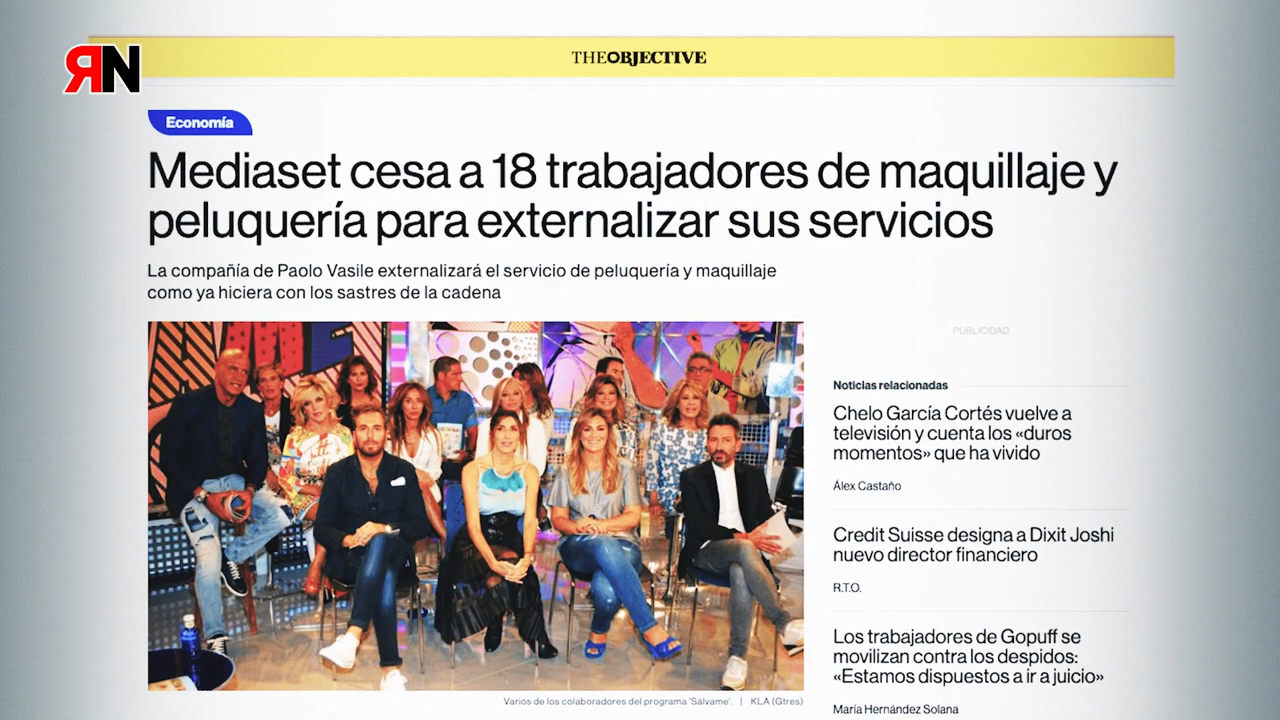 ЯN
THEOBJECTIVE
Economía
Mediaset cesa a 18 trabajadores de maquillaje y
peluquería para externalizar sus servicios
La compañía de Paolo Vasile externalizará el servicio de peluquería y maquillaje
como ya hiciera con los sastres de la cadena
PUBLICIDAD
Noticias relacionadas
Chelo García Cortés vuelve a
televisión y cuenta los «duros
momentos» que ha vivido
Álex Castaño
Credit Suisse designa a Dixit Joshi
nuevo director financiero
R.T.O.
Los trabajadores de Gopuff se
movilizan contra los despidos:
«Estamos dispuestos a ir a juicio»
María Hernández Solana
Varios de los colaboradores del programa 'Sálvame'. | KLA (Gtres)